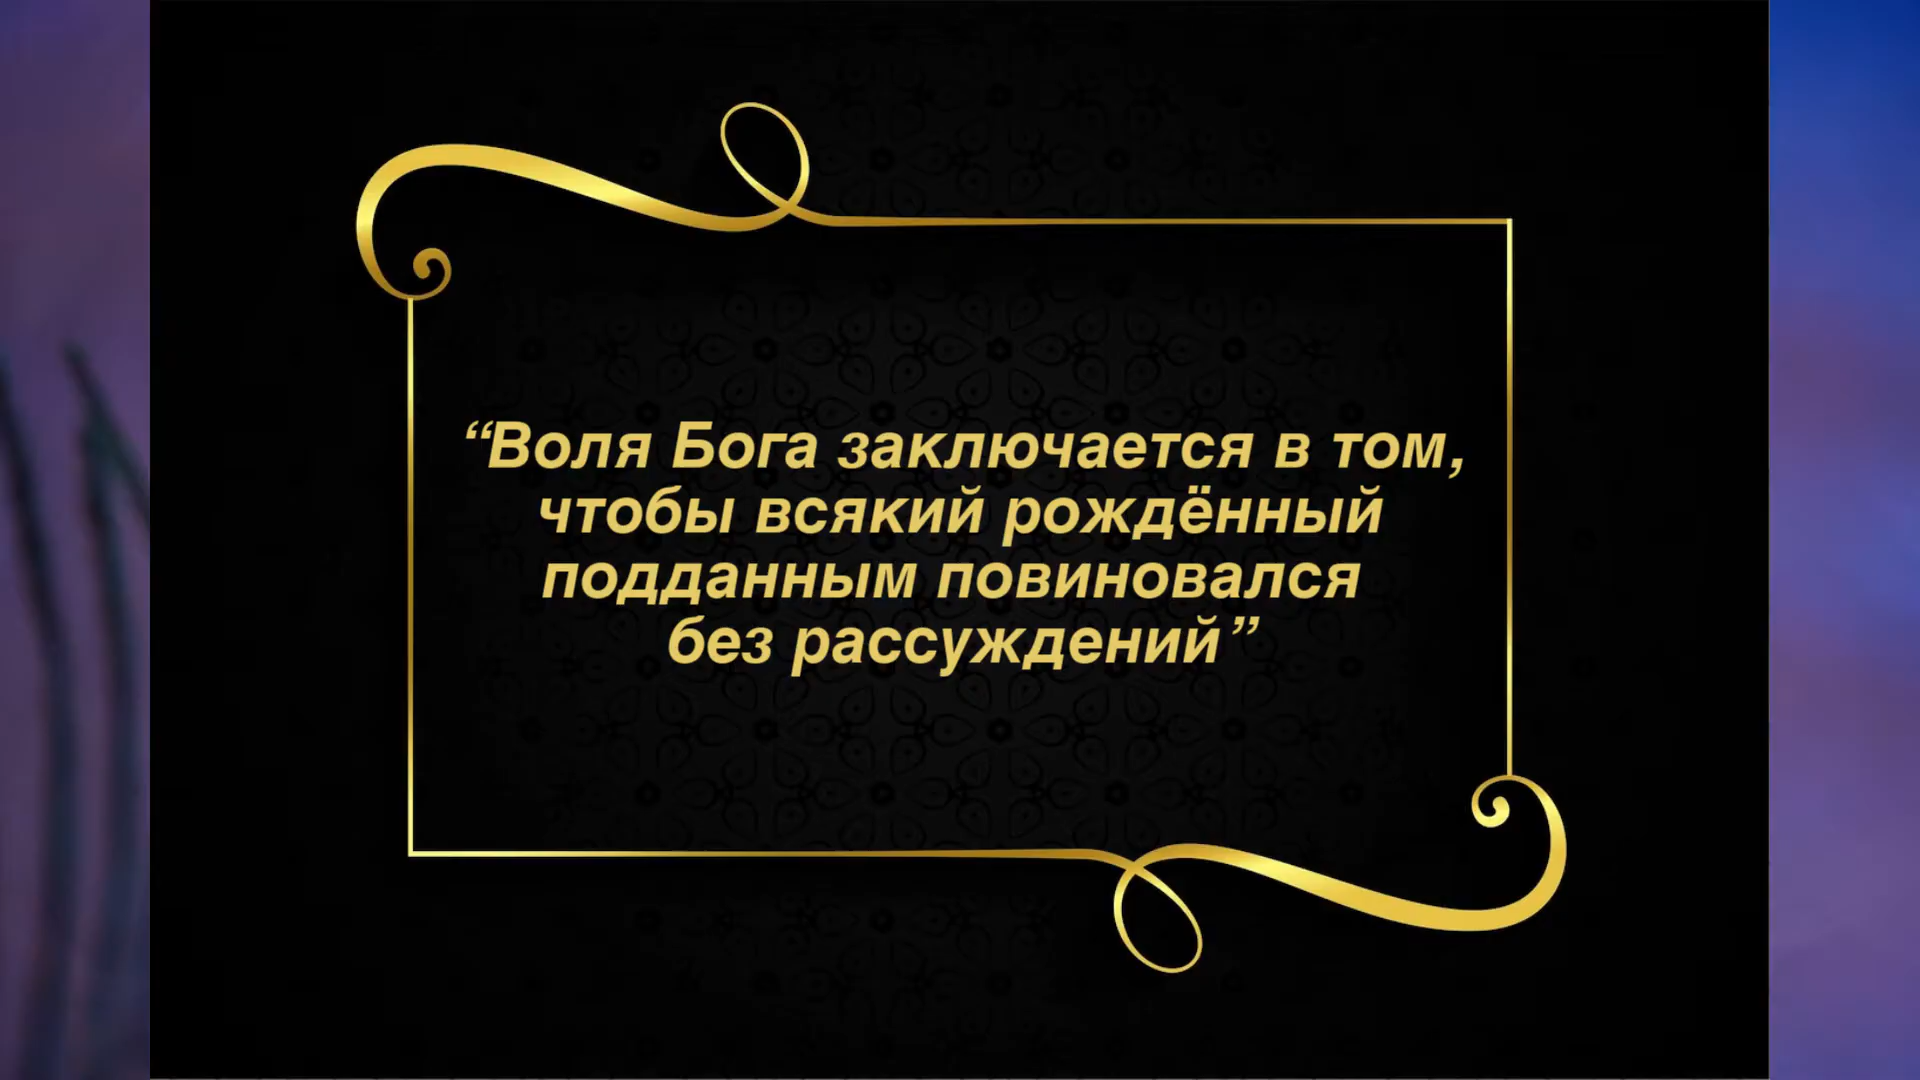 “Воля Бога заключается в том,
чтобы всякий рождённый
подданным повиновался
без рассуждений”